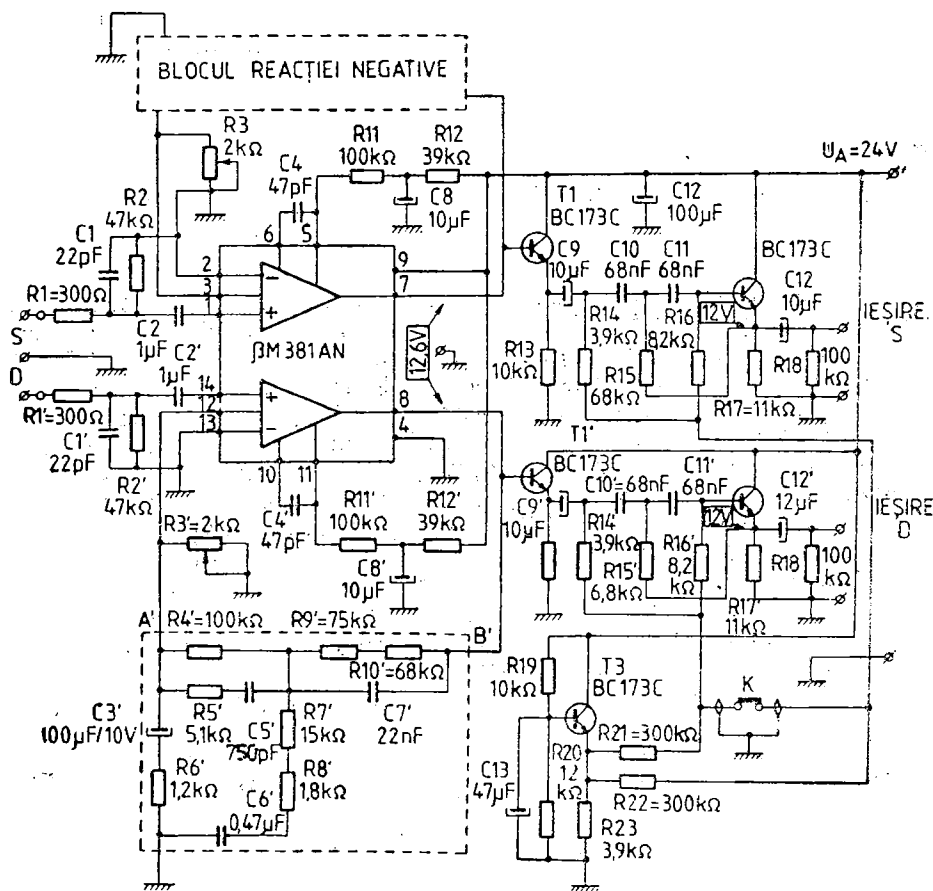 BLOCUL REACȚIEI NEGATIVE
R3
2kΩ
R2
47kΩ
C1
22pF
R1=300Ω
S
D
C2
1μF
C2'
1μF
R1'=300Ω
C1'
22pF
R2'
47kΩ
2
3
1
14
12
13
6
5
9
7
8
4
10
11
C4
47pF
R11
100kΩ
R12
39kΩ
C8
10μF
βM381AN
12,6V
C4'
47pF
R11'
100kΩ
R12'
39kΩ
C8'
10μF
UA=24V
T1
BC173C
C12
100μF
C9
10μF
C10
68nF
C11
68nF
BC173C
C12
10μF
12V
R13
10kΩ
R14
3,9kΩ
R15
68kΩ
R16
82kΩ
R17=11kΩ
R18
100
kΩ
IEȘIRE
S
T1'
BC173C
C9'
10μF
C10'=68nF
C11'
68nF
12V
C12'
12μF
R14'
3,9kΩ
R15'
6,8kΩ
R16'
8,2
kΩ
R17'
11kΩ
R18
100
kΩ
IEȘIRE
D
R3'=2kΩ
A'
R4'=100kΩ
R9'=75kΩ
B'
R10'=68kΩ
C3'
100μF/10V
R5'
5,1kΩ
C5'
750pF
R7'
15kΩ
C7'
22nF
R6'
1,2kΩ
C6'
0,47μF
R8'
1,8kΩ
R19
10kΩ
T3
BC173C
K
C13
47μF
R20
12
kΩ
R21=300kΩ
R22=300kΩ
R23
3,9kΩ